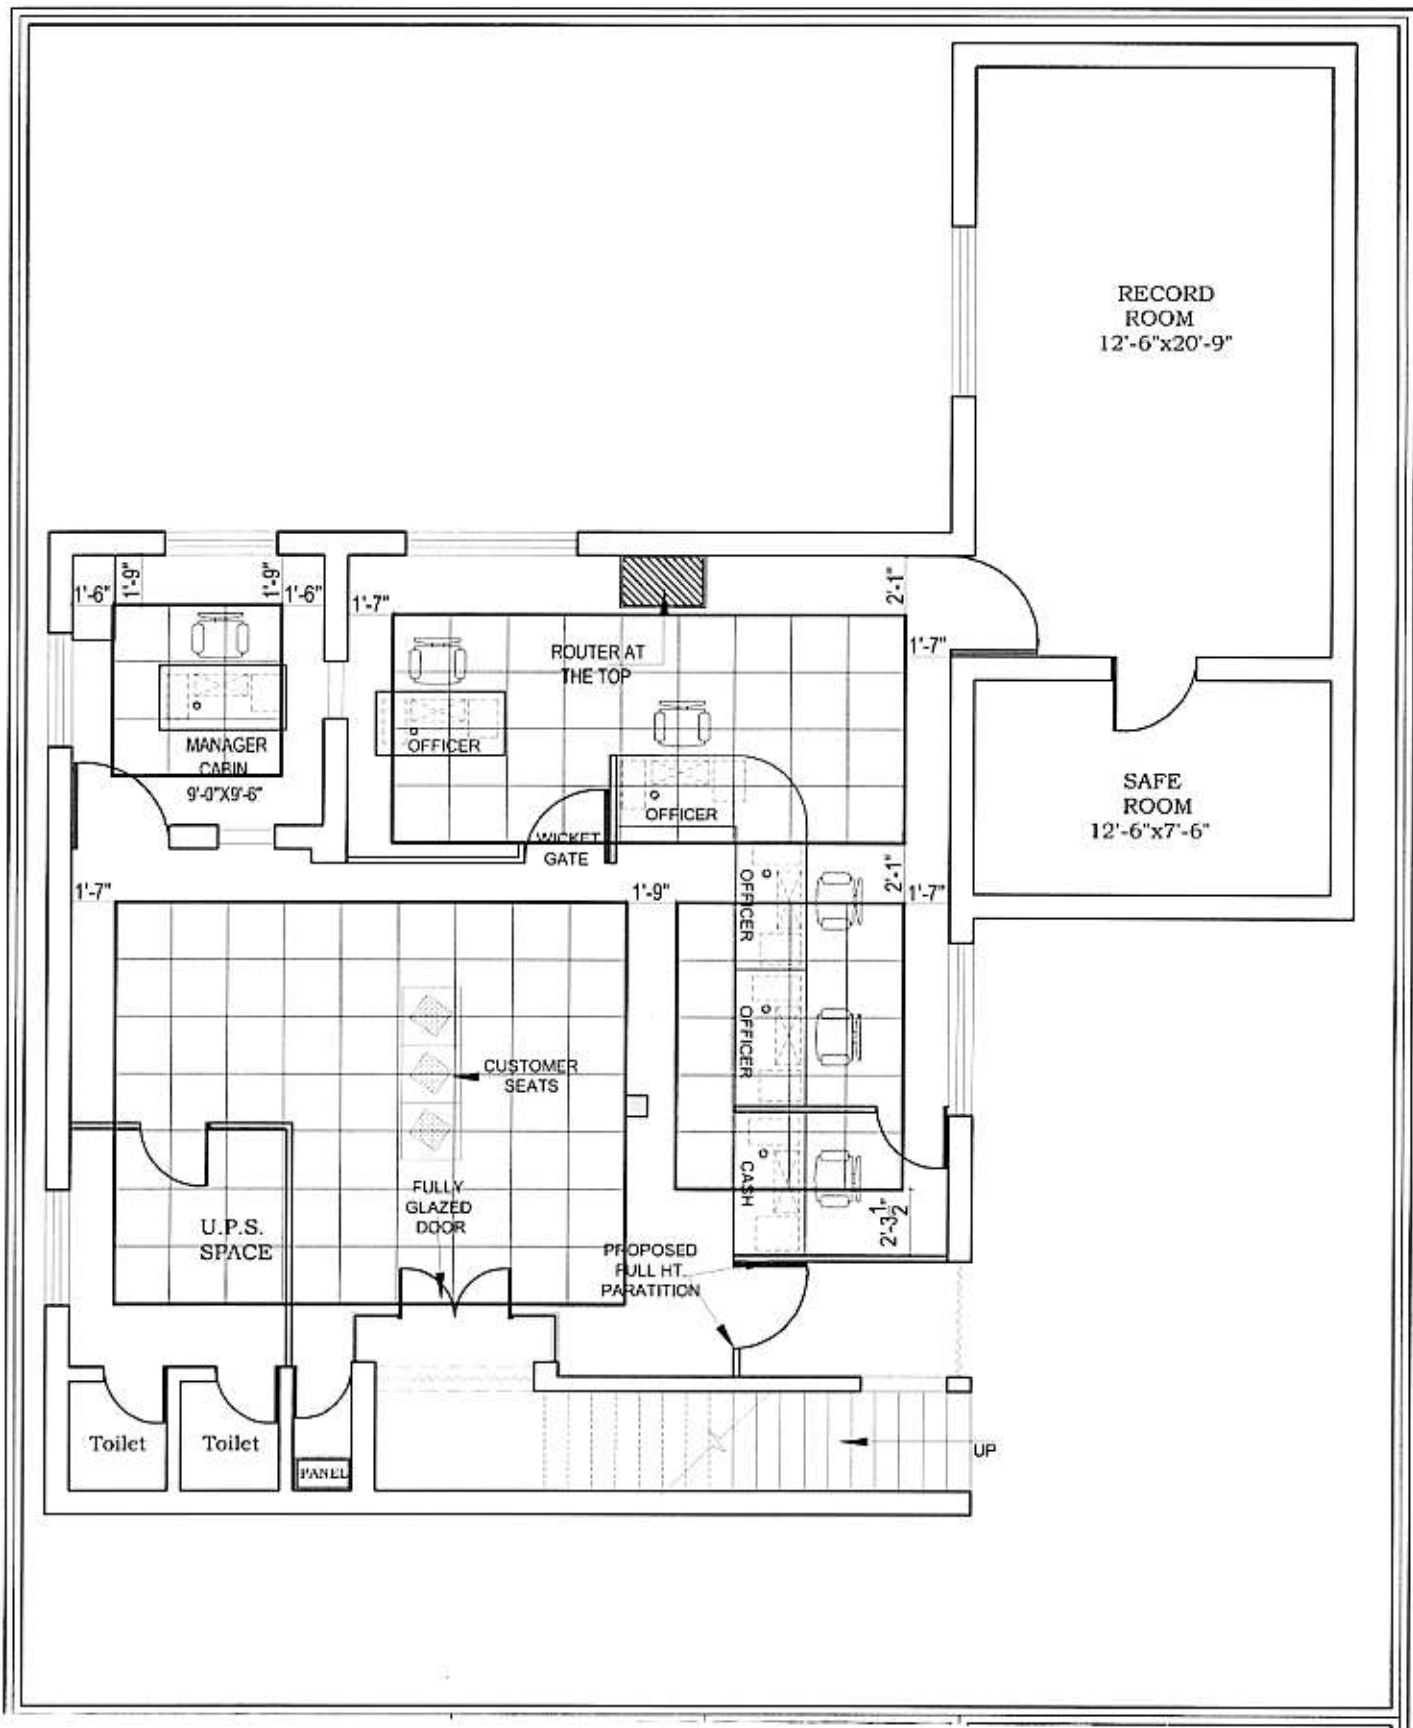 RECORD
ROOM
12'-6"x20'-9"
1'-6"
1'-9"
1'-9"
1'-6"
1'-7"
2'-1"
1'-7"
ROUTER AT
THE TOP
OFFICER
MANAGER
CABIN
9'-0"X9'-6"
OFFICER
WICKET
GATE
SAFE
ROOM
12'-6"x7'-6"
1'-7"
1'-9"
2'-1"
1'-7"
OFFICER
OFFICER
CUSTOMER
SEATS
CASH
FULLY
GLAZED
DOOR
2'-3 1/2"
U.P.S.
SPACE
PROPOSED
FULL HT.
PARATITION
Toilet
Toilet
PANEL
UP